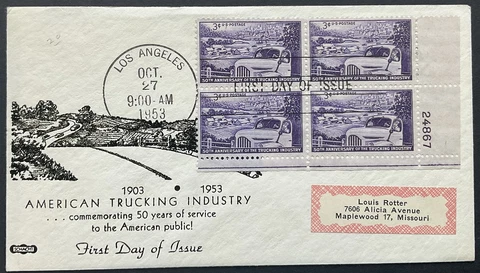 LOS ANGELES
OCT.
27
9:00-AM
1953
3¢ U.S. POSTAGE
3¢ U.S. POSTAGE
50TH ANNIVERSARY OF THE TRUCKING INDUSTRY
50TH ANNIVERSARY OF THE TRUCKING INDUSTRY
FIRST DAY OF ISSUE
3¢
50TH ANNIVERSARY OF THE TRUCKING INDUSTRY
50TH ANNIVERSARY OF THE TRUCKING INDUSTRY
24867
1903 • 1953
AMERICAN TRUCKING INDUSTRY
. . . commemorating 50 years of service
to the American public!
First Day of Issue
Louis Rotter
7606 Alicia Avenue
Maplewood 17, Missouri